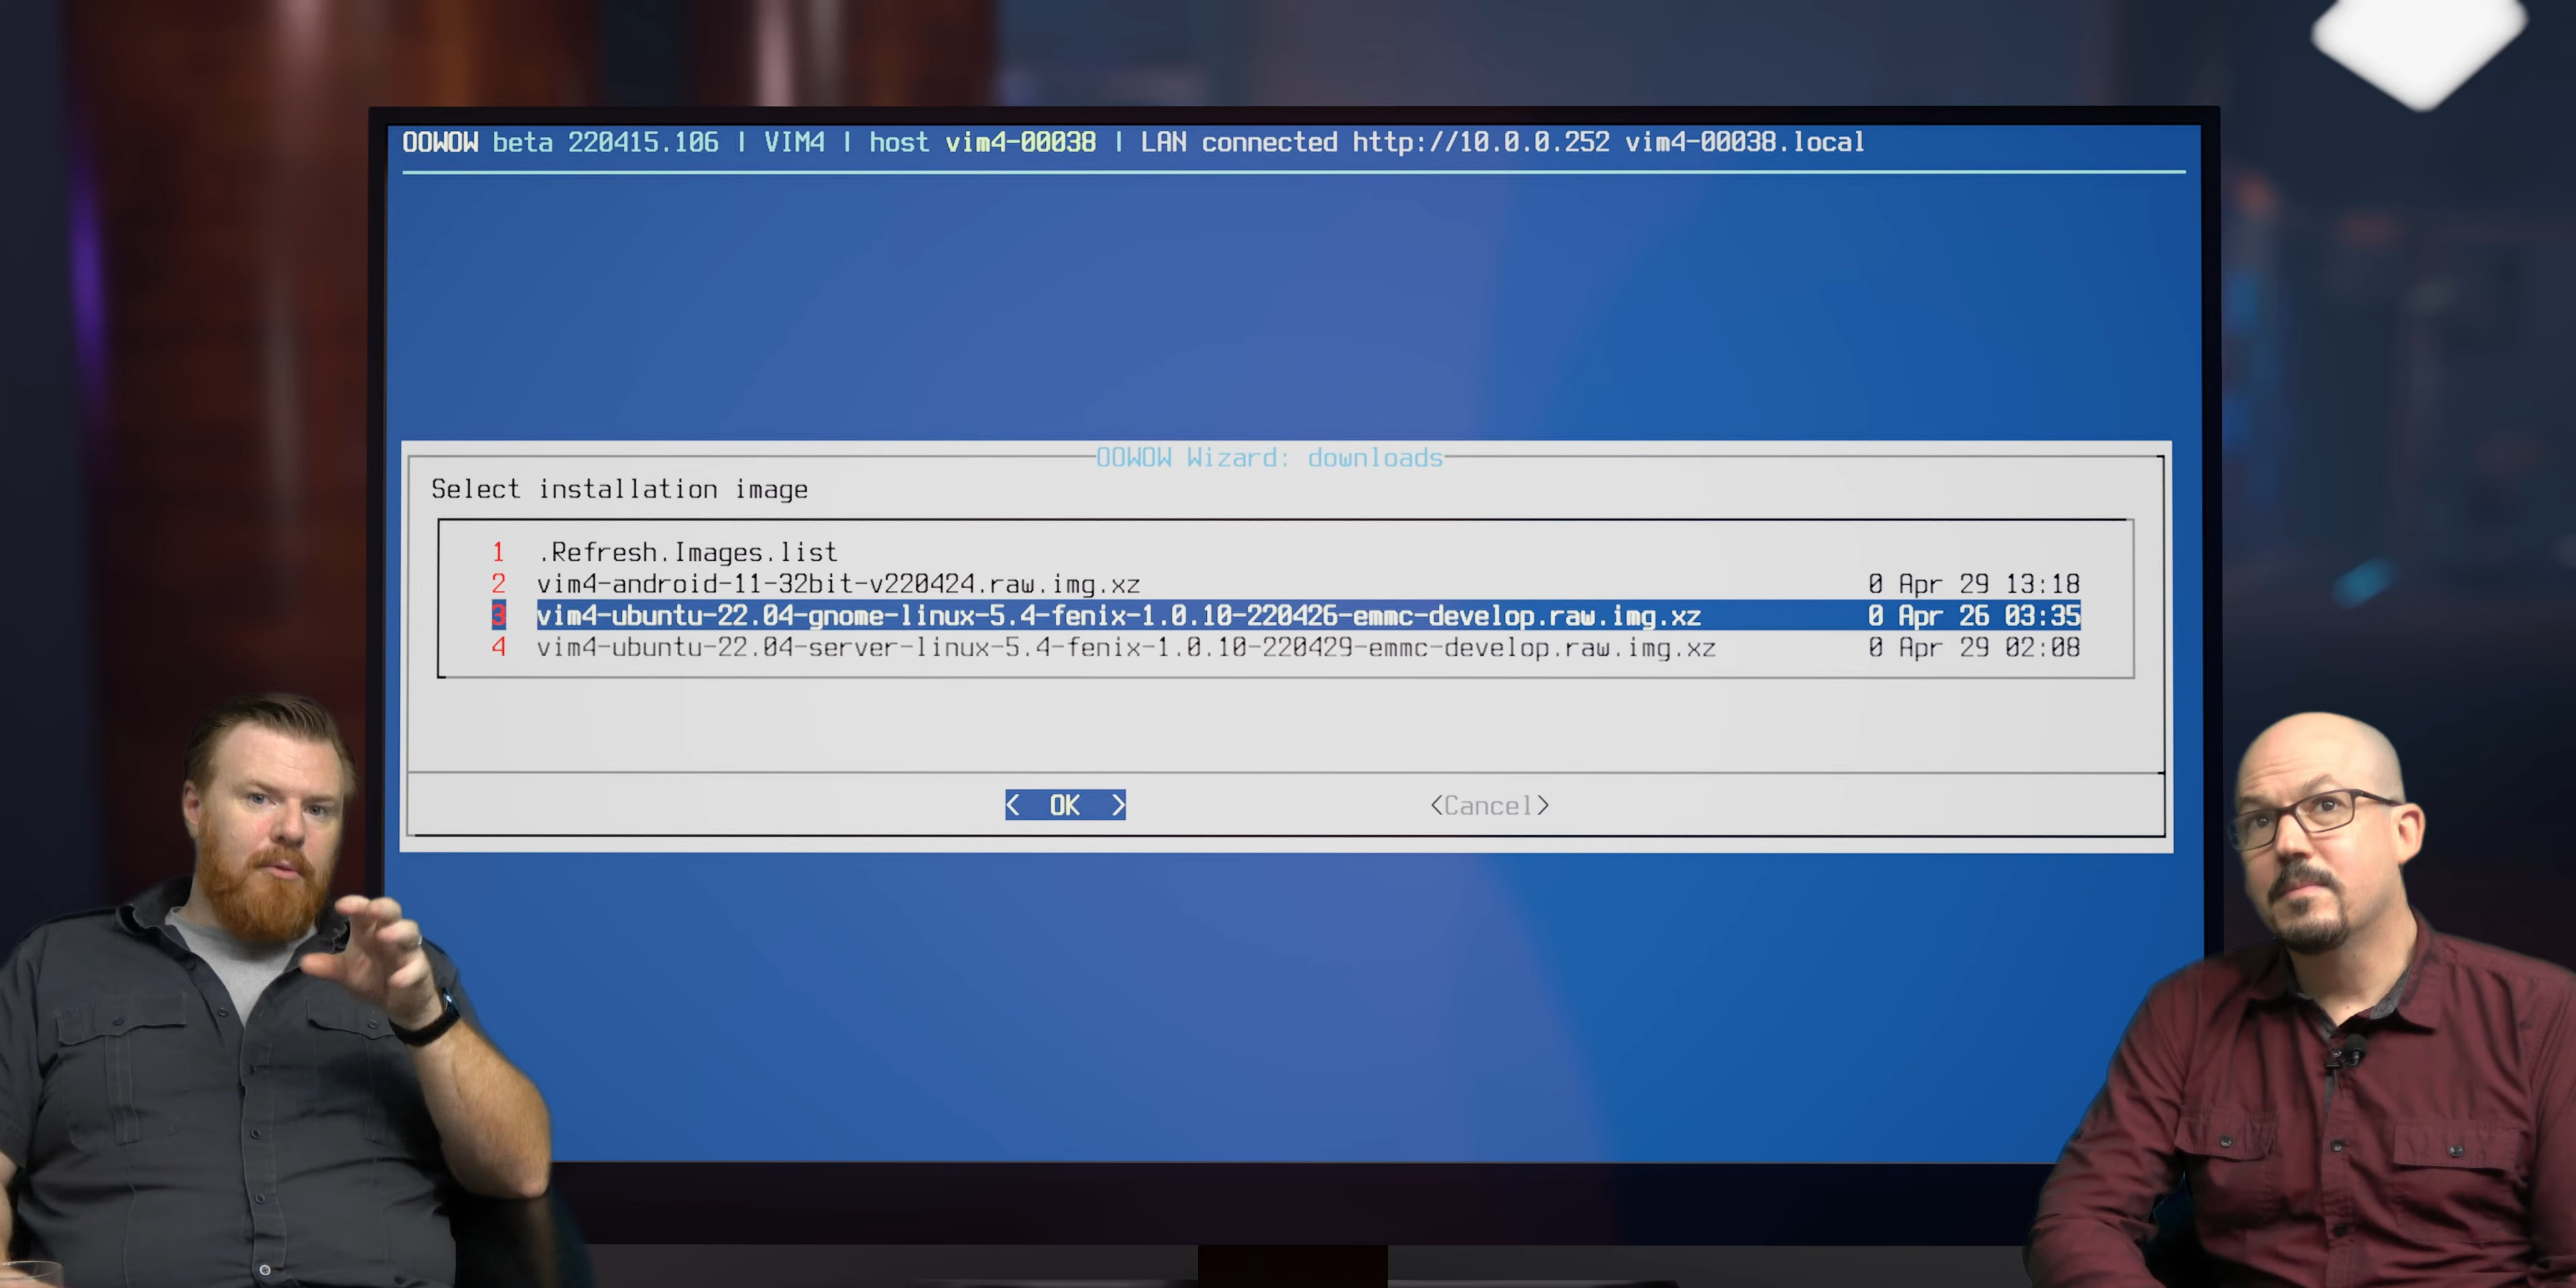 OOWOW beta 220415.106 | VIM4 | host vim4-00038 | LAN connected http://10.0.0.252 vim4-00038.local
OOWOW Wizard: downloads
Select installation image
1 .Refresh.Images.list
2 vim4-android-11-32bit-v220424.raw.img.xz 0 Apr 29 13:18
3 vim4-ubuntu-22.04-gnome-linux-5.4-fenix-1.0.10-220426-emmc-develop.raw.img.xz 0 Apr 26 03:35
4 vim4-ubuntu-22.04-server-linux-5.4-fenix-1.0.10-220429-emmc-develop.raw.img.xz 0 Apr 29 02:08
< OK > <Cancel>